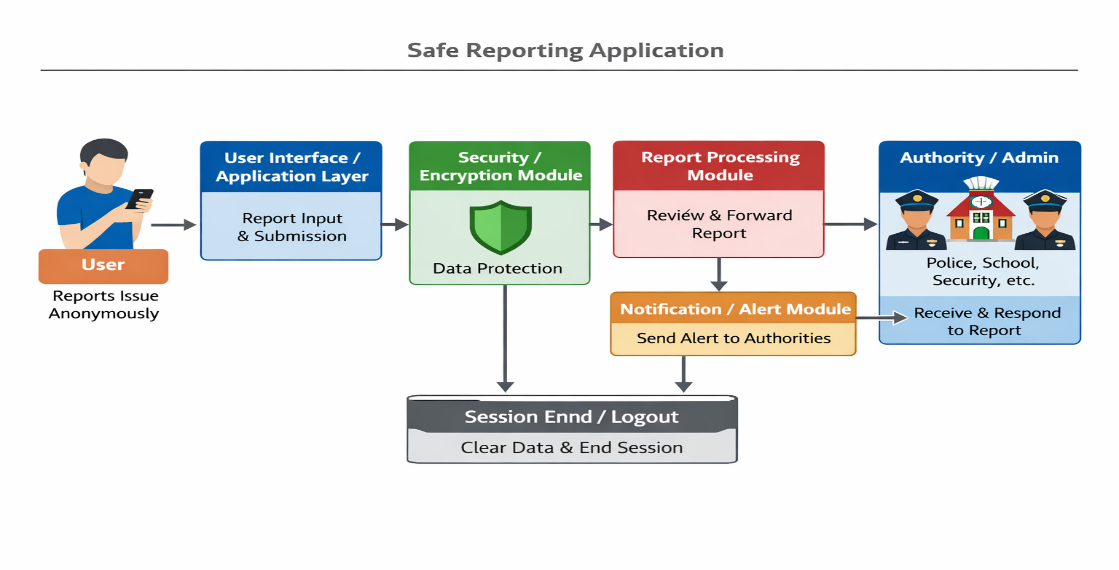 Safe Reporting Application
User Interface /
Application Layer
Report Input
& Submission
Security /
Encryption Module
Data Protection
Report Processing
Module
Review & Forward
Report
Authority / Admin
Police, School,
Security, etc.
Receive & Respond
to Report
User
Reports Issue
Anonymously
Notification / Alert Module
Send Alert to Authorities
Session Ennd / Logout
Clear Data & End Session